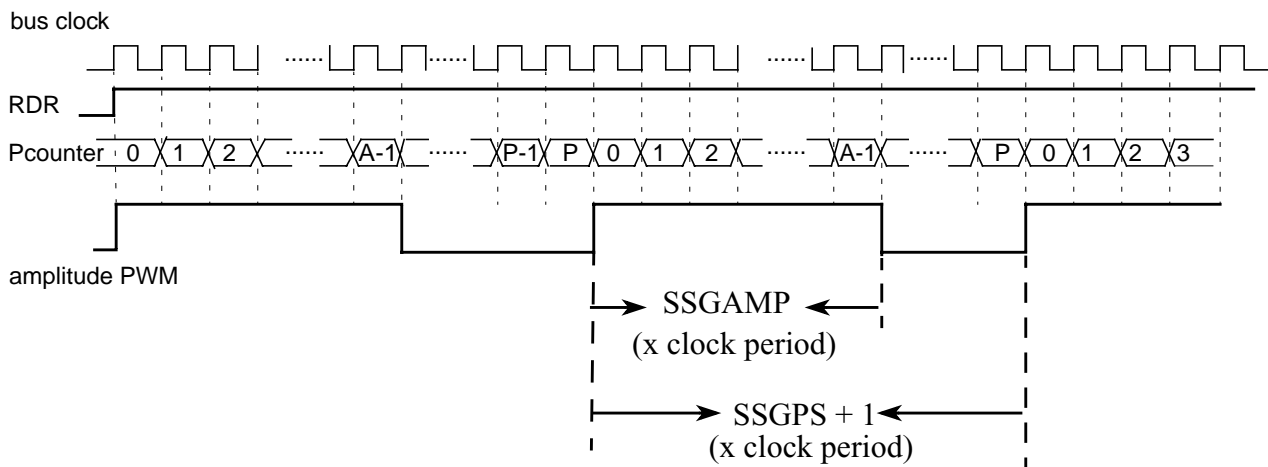 bus clock
...... ...... ...... ......
RDR
Pcounter 0 1 2 ...... A-1 ...... P-1 P 0 1 2 ...... A-1 ...... P 0 1 2 3
amplitude PWM
SSGAMP
(x clock period)
SSGPS + 1
(x clock period)